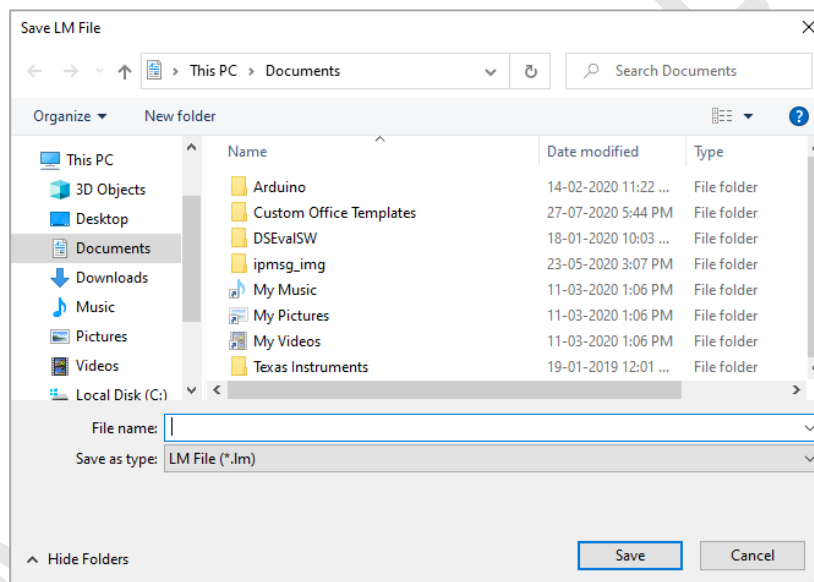 Save LM File
This PC > Documents
Search Documents
Organize
New folder
This PC
3D Objects
Desktop
Documents
Downloads
Music
Pictures
Videos
Local Disk (C:)
Name Date modified Type
Arduino 14-02-2020 11:22 ... File folder
Custom Office Templates 27-07-2020 5:44 PM File folder
DSEvalSW 18-01-2020 10:03 ... File folder
ipmsg_img 23-05-2020 3:07 PM File folder
My Music 11-03-2020 1:06 PM File folder
My Pictures 11-03-2020 1:06 PM File folder
My Videos 11-03-2020 1:06 PM File folder
Texas Instruments 19-01-2019 12:01 ... File folder
File name:
Save as type: LM File (*.lm)
Hide Folders
Save
Cancel